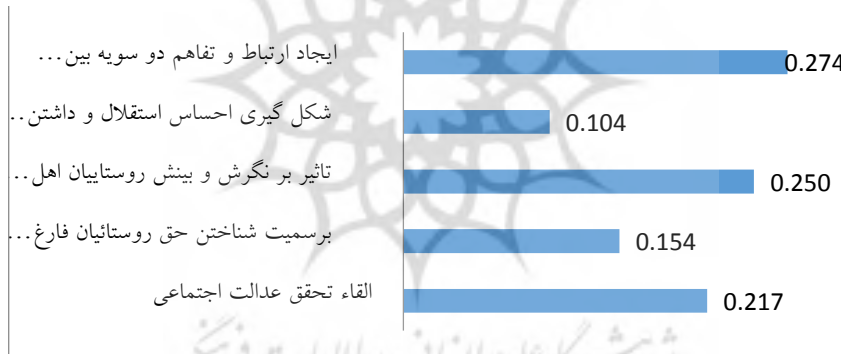 ایجاد ارتباط و تفاهم دو سویه بین... 0.274
شکل گیری احساس استقلال و داشتن... 0.104
تاثیر بر نگرش و بینش روستاییان اهل... 0.250
برسمیت شناختن حق روستائیان فارغ... 0.154
القاء تحقق عدالت اجتماعی 0.217